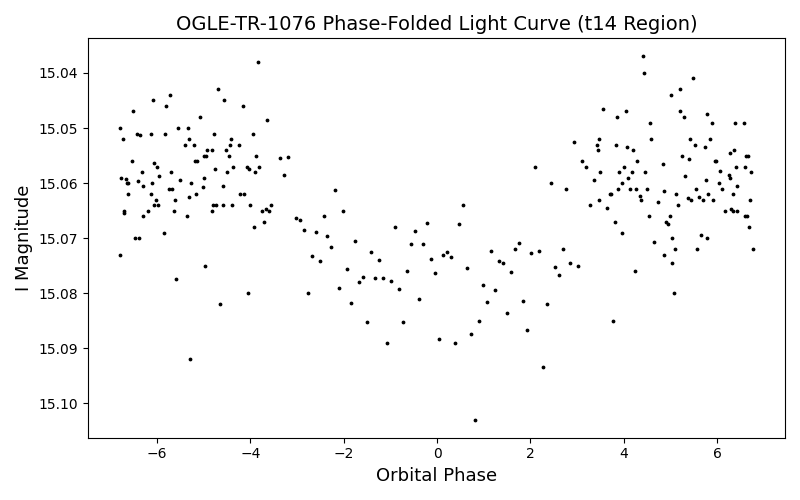 OGLE-TR-1076 Phase-Folded Light Curve (t14 Region)
15.04
15.05
15.06
15.07
15.08
15.09
15.10
I Magnitude
−6 −4 −2 0 2 4 6
Orbital Phase